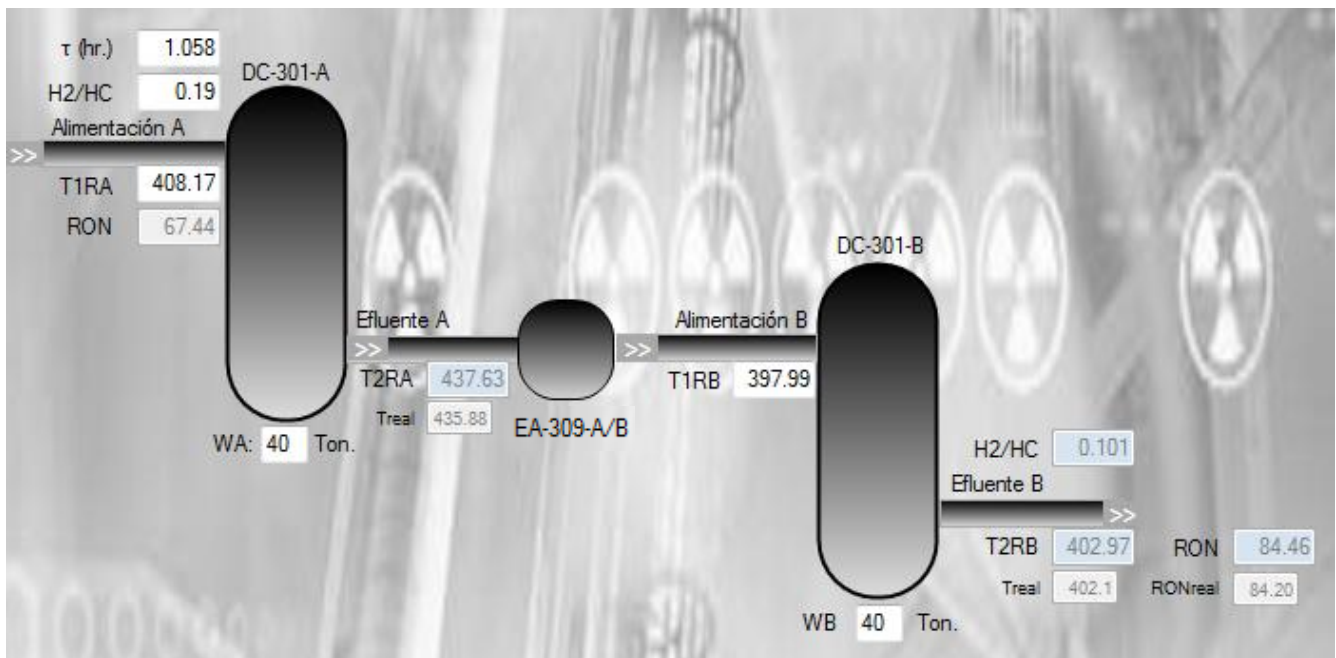 τ (hr.) 1.058
DC-301-A
H2/HC 0.19
Alimentación A
>>
T1RA 408.17
RON 67.44
DC-301-B
Efluente A
Alimentación B
>>
>>
T2RA 437.63
T1RB 397.99
Treal 435.88
EA-309-A/B
WA: 40 Ton.
H2/HC 0.101
Efluente B
>>
T2RB 402.97 RON 84.46
Treal 402.1 RONreal 84.20
WB 40 Ton.